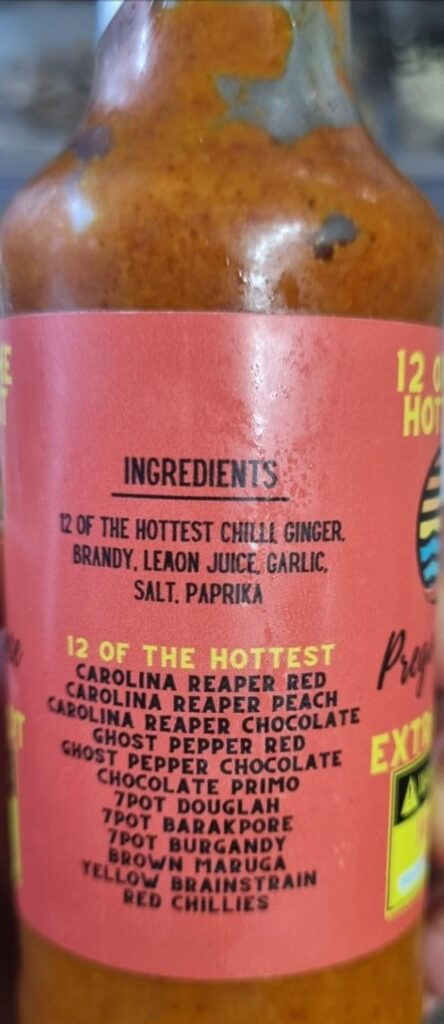 INGREDIENTS
12 OF THE HOTTEST CHILLI, GINGER,
BRANDY, LEMON JUICE, GARLIC,
SALT, PAPRIKA
12 OF THE HOTTEST
CAROLINA REAPER RED
CAROLINA REAPER PEACH
CAROLINA REAPER CHOCOLATE
GHOST PEPPER RED
GHOST PEPPER CHOCOLATE
CHOCOLATE PRIMO
7POT DOUGLAH
7POT BARAKPORE
7POT BURGANDY
BROWN MARUGA
YELLOW BRAINSTRAIN
RED CHILLIES
12 O
HOT
Prega
EXTR